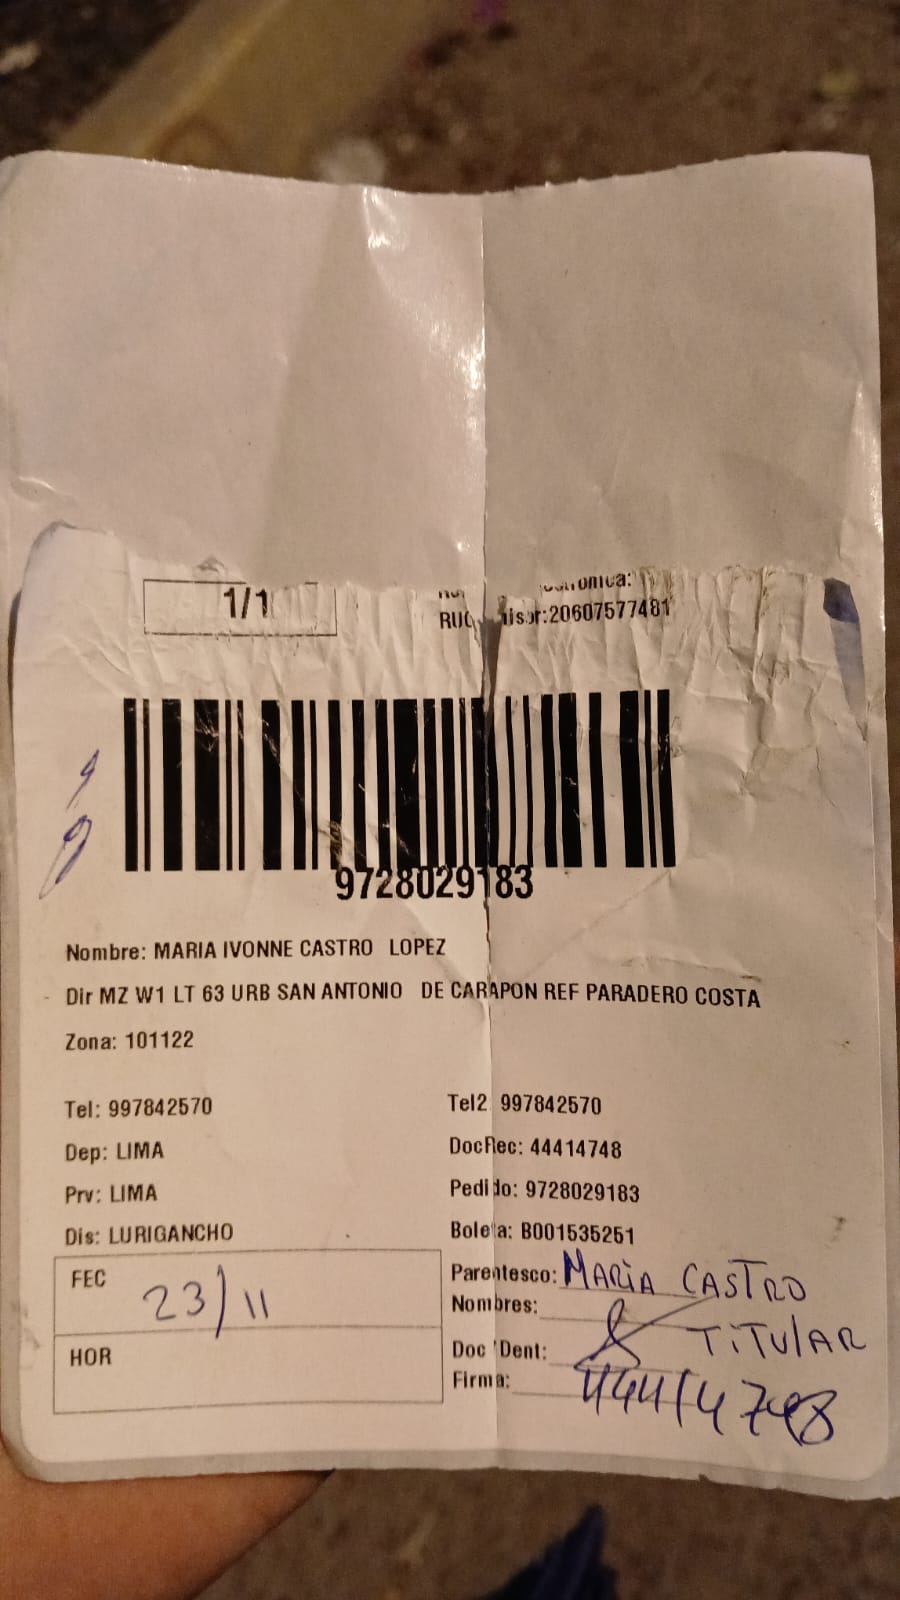 1/1
RUC isor:20607577481
9728029183
Nombre: MARIA IVONNE CASTRO LOPEZ
Dir MZ W1 LT 63 URB SAN ANTONIO DE CARAPON REF PARADERO COSTA
Zona: 101122
Tel: 997842570 Tel2 997842570
Dep: LIMA DocRec: 44414748
Prv: LIMA Pedido: 9728029183
Dis: LURIGANCHO Boleta: B001535251
FEC 23/11 Parentesco: MARIA CASTRO
Nombres: TITULAR
HOR Doc Dent:
Firma: 44414748